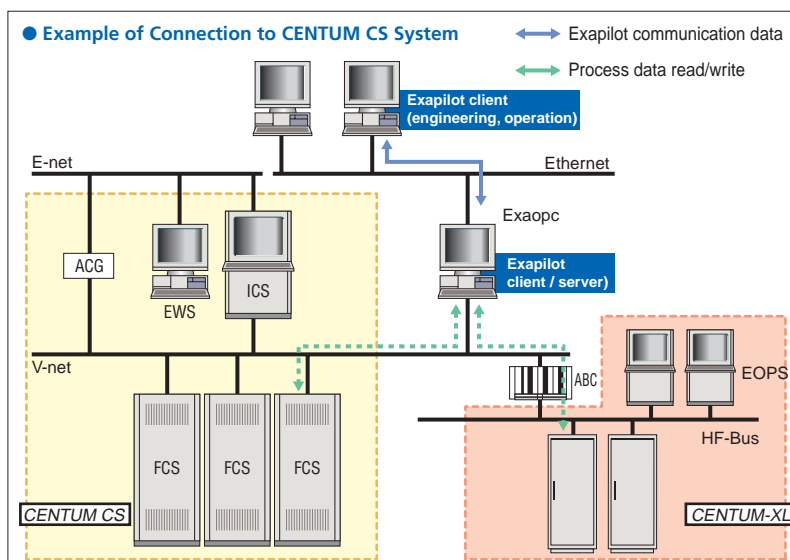 ● Example of Connection to CENTUM CS System
Exapilot communication data
Process data read/write
Exapilot client
(engineering, operation)
E-net
Ethernet
Exaopc
ACG
EWS
ICS
Exapilot
client / server)
V-net
ABC
EOPS
HF-Bus
FCS
FCS
FCS
CENTUM CS
CENTUM-XL